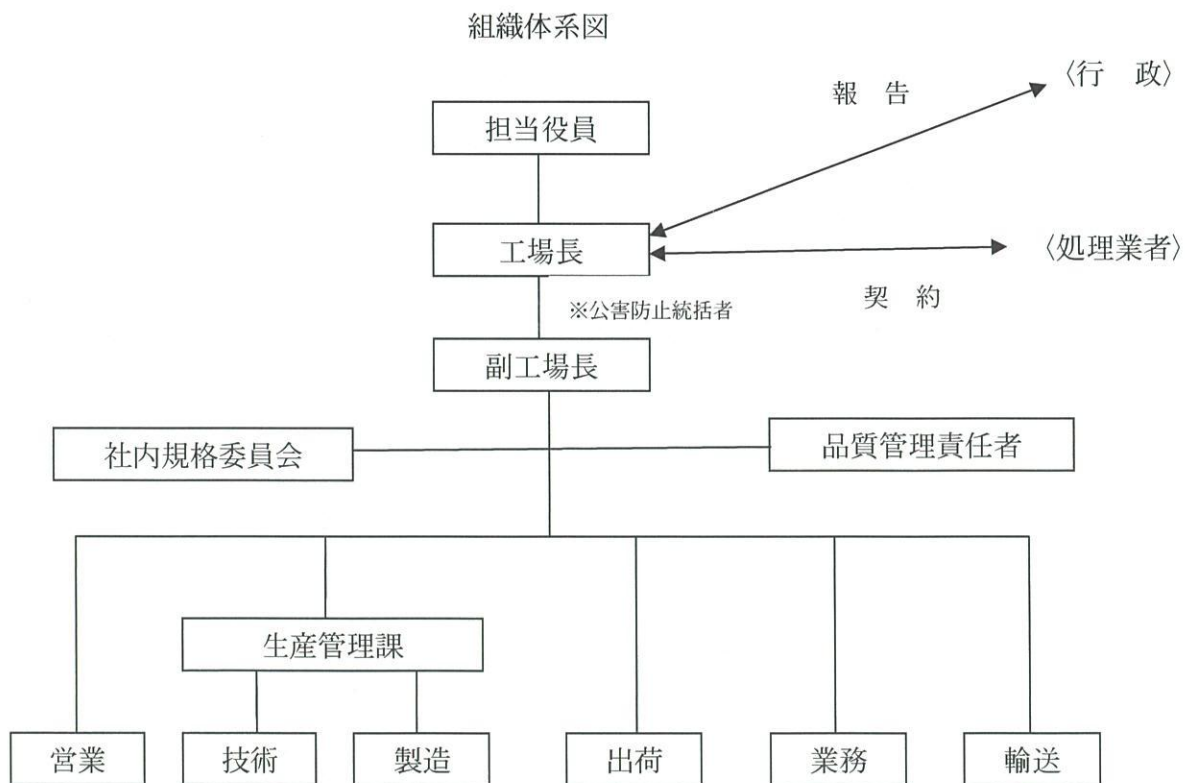 組織体系図
〈行　政〉
報　告
担当役員
工場長
〈処理業者〉
契　約
※公害防止統括者
副工場長
社内規格委員会
品質管理責任者
生産管理課
営業
技術
製造
出荷
業務
輸送